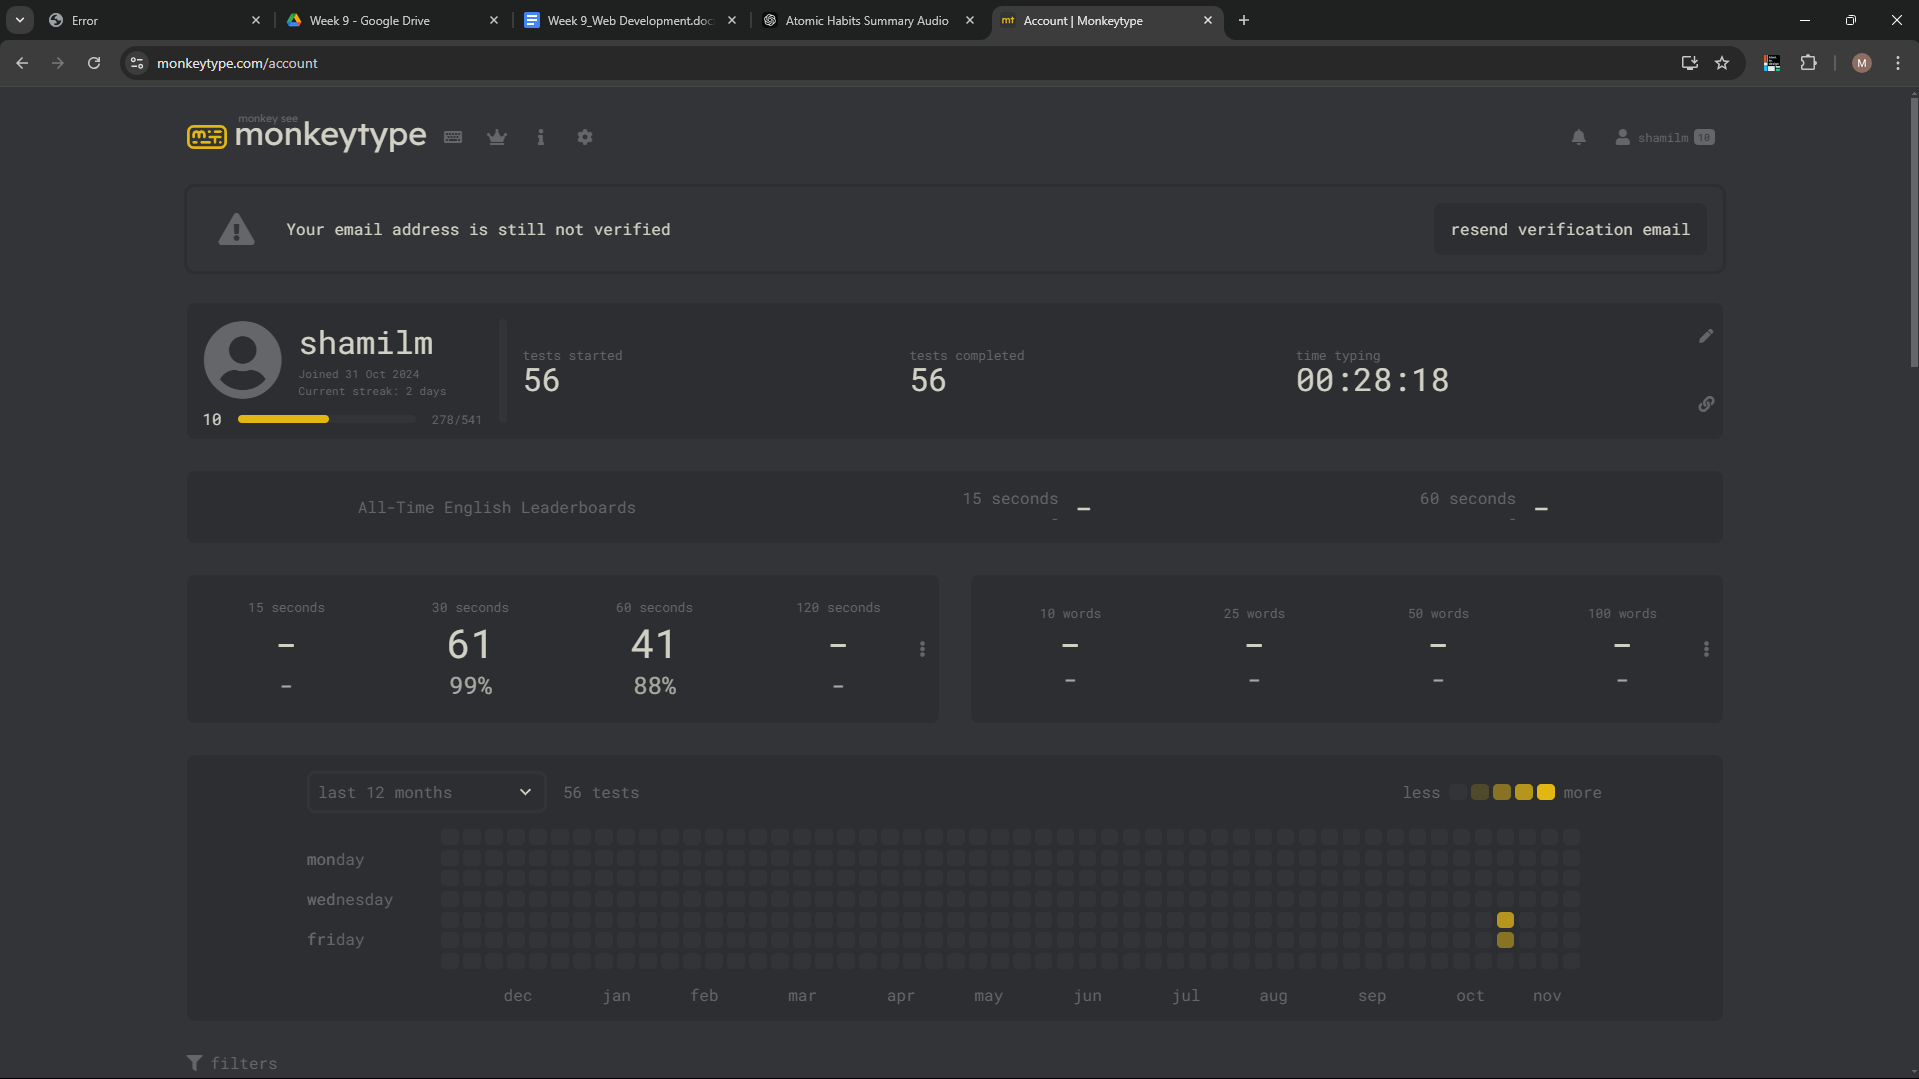 Error
Week 9 - Google Drive
Week 9_Web Development.doc
Atomic Habits Summary Audio
mt Account | Monkeytype
monkeytype.com/account
M
monkey see
monkeytype
shamilm 10
Your email address is still not verified
resend verification email
shamilm
Joined 31 Oct 2024
Current streak: 2 days
10 278/541
tests started
56
tests completed
56
time typing
00:28:18
All-Time English Leaderboards
15 seconds
-
–
60 seconds
-
–
15 seconds 30 seconds 60 seconds 120 seconds
– 61 41 –
- 99% 88% -
10 words 25 words 50 words 100 words
– – – –
- - - -
last 12 months 56 tests less more
monday
wednesday
friday
dec jan feb mar apr may jun jul aug sep oct nov
filters